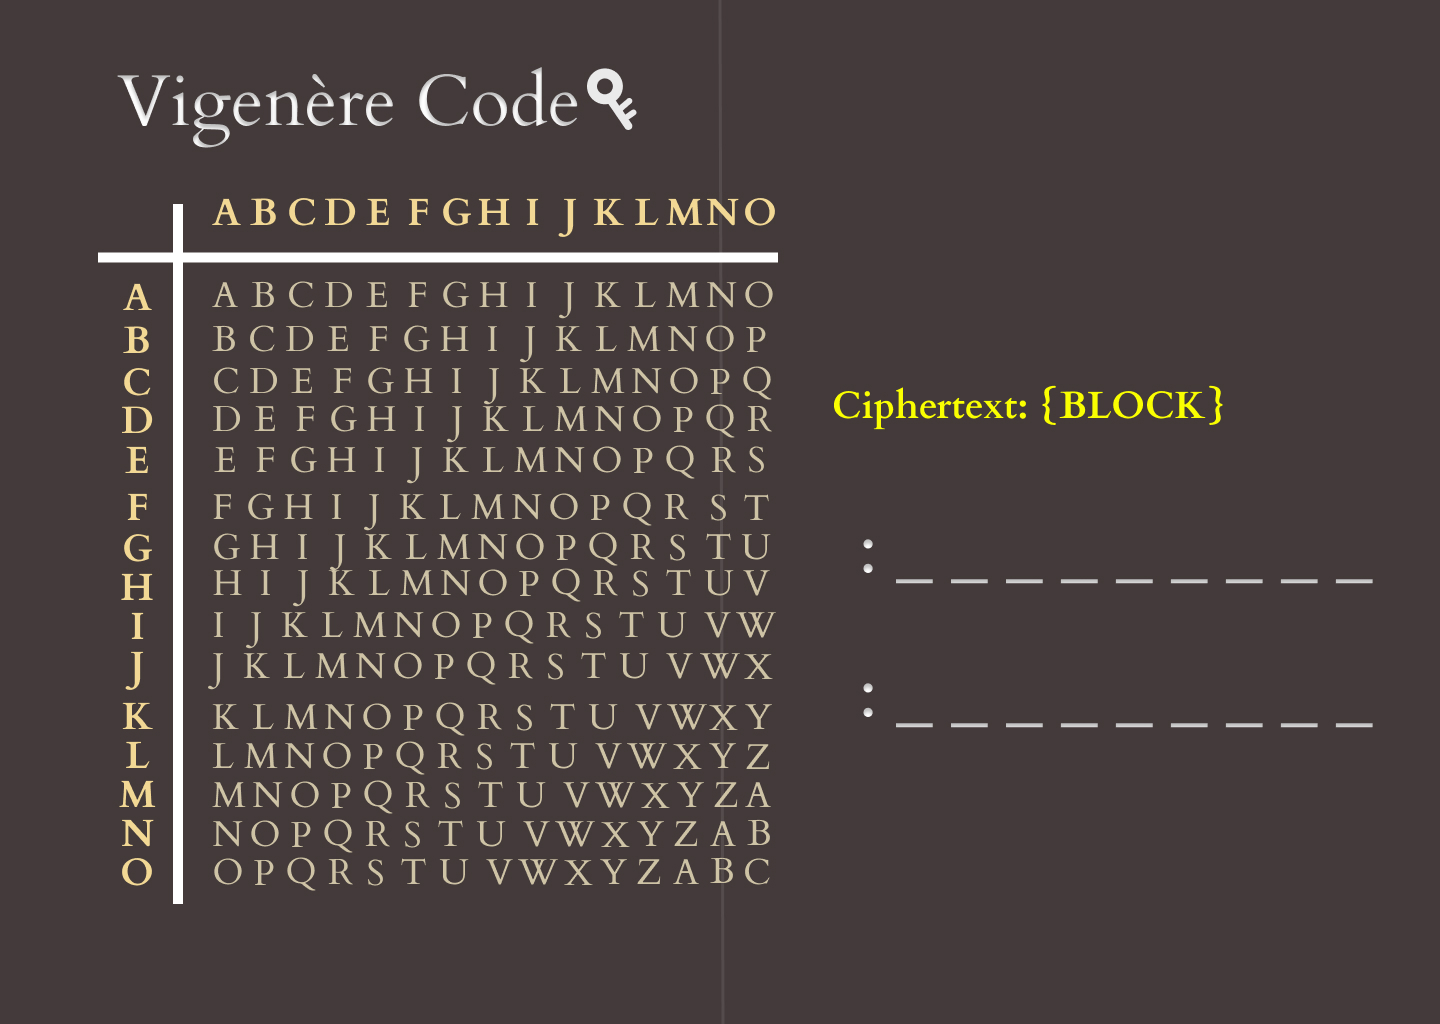 Vigenère Code
A B C D E F G H I J K L M N O
A A B C D E F G H I J K L M N O
B B C D E F G H I J K L M N O P
C C D E F G H I J K L M N O P Q
D D E F G H I J K L M N O P Q R
E E F G H I J K L M N O P Q R S
F F G H I J K L M N O P Q R S T
G G H I J K L M N O P Q R S T U
H H I J K L M N O P Q R S T U V
I I J K L M N O P Q R S T U V W
J J K L M N O P Q R S T U V W X
K K L M N O P Q R S T U V W X Y
L L M N O P Q R S T U V W X Y Z
M M N O P Q R S T U V W X Y Z A
N N O P Q R S T U V W X Y Z A B
O O P Q R S T U V W X Y Z A B C
Ciphertext: {BLOCK}
: _ _ _ _ _ _ _ _ _
: _ _ _ _ _ _ _ _ _